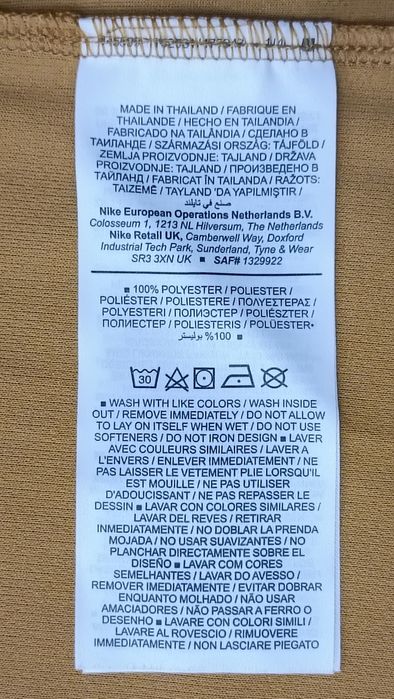 MADE IN THAILAND / FABRIQUE EN
THAILANDE / HECHO EN TAILANDIA /
FABRICADO NA TAILÂNDIA / СДЕЛАНО В
ТАИЛАНДЕ / SZÁRMAZÁSI ORSZÁG: TÁJFÖLD /
ZEMLJA PROIZVODNJE: TAJLAND / DRŽAVA
PROIZVODNJE: TAJLAND / ПРОИЗВЕДЕНО В
ТАЙЛАНД / FABRICAT ÎN TAILANDA / RAŽOTS:
TAIZEMĒ / TAYLAND 'DA YAPILMIŞTIR /
صنع في تايلند
Nike European Operations Netherlands B.V.
Colosseum 1, 1213 NL Hilversum, The Netherlands
Nike Retail UK, Camberwell Way, Doxford
Industrial Tech Park, Sunderland, Tyne & Wear
SR3 3XN UK ■ SAF# 1329922
■ 100% POLYESTER / POLIESTER /
POLIÉSTER / POLIESTERE / ΠΟΛΥΕΣΤΕΡΑΣ /
POLYESTERI / ПОЛИЭСТЕР / POLIÉSZTER /
ПОЛИЕСТЕР / POLIESTERIS / POLÜESTER•
■ 100% بوليستر
30
■ WASH WITH LIKE COLORS / WASH INSIDE
OUT / REMOVE IMMEDIATELY / DO NOT ALLOW
TO LAY ON ITSELF WHEN WET / DO NOT USE
SOFTENERS / DO NOT IRON DESIGN ■ LAVER
AVEC COULEURS SIMILAIRES / LAVER A
L'ENVERS / ENLEVER IMMEDIATEMENT / NE
PAS LAISSER LE VETEMENT PLIE LORSQU'IL
EST MOUILLE / NE PAS UTILISER
D'ADOUCISSANT / NE PAS REPASSER LE
DESSIN ■ LAVAR CON COLORES SIMILARES /
LAVAR DEL REVES / RETIRAR
INMEDIATAMENTE / NO DOBLAR LA PRENDA
MOJADA / NO USAR SUAVIZANTES / NO
PLANCHAR DIRECTAMENTE SOBRE EL
DISEÑO ■ LAVAR COM CORES
SEMELHANTES / LAVAR DO AVESSO /
REMOVER IMEDIATAMENTE / EVITAR DOBRAR
ENQUANTO MOLHADO / NÃO USAR
AMACIADORES / NÃO PASSAR A FERRO O
DESENHO ■ LAVARE CON COLORI SIMILI /
LAVARE AL ROVESCIO / RIMUOVERE
IMMEDIATAMENTE / NON LASCIARE PIEGATO